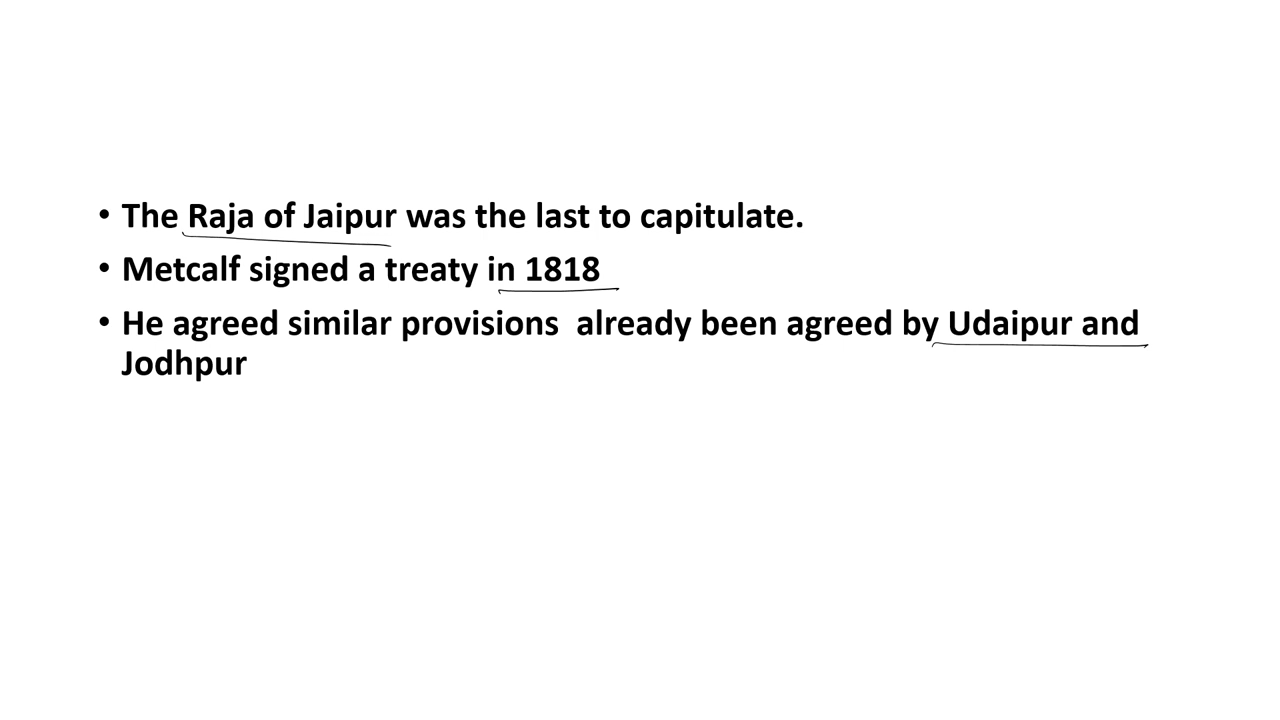 • The Raja of Jaipur was the last to capitulate.
• Metcalf signed a treaty in 1818
• He agreed similar provisions  already been agreed by Udaipur and
Jodhpur